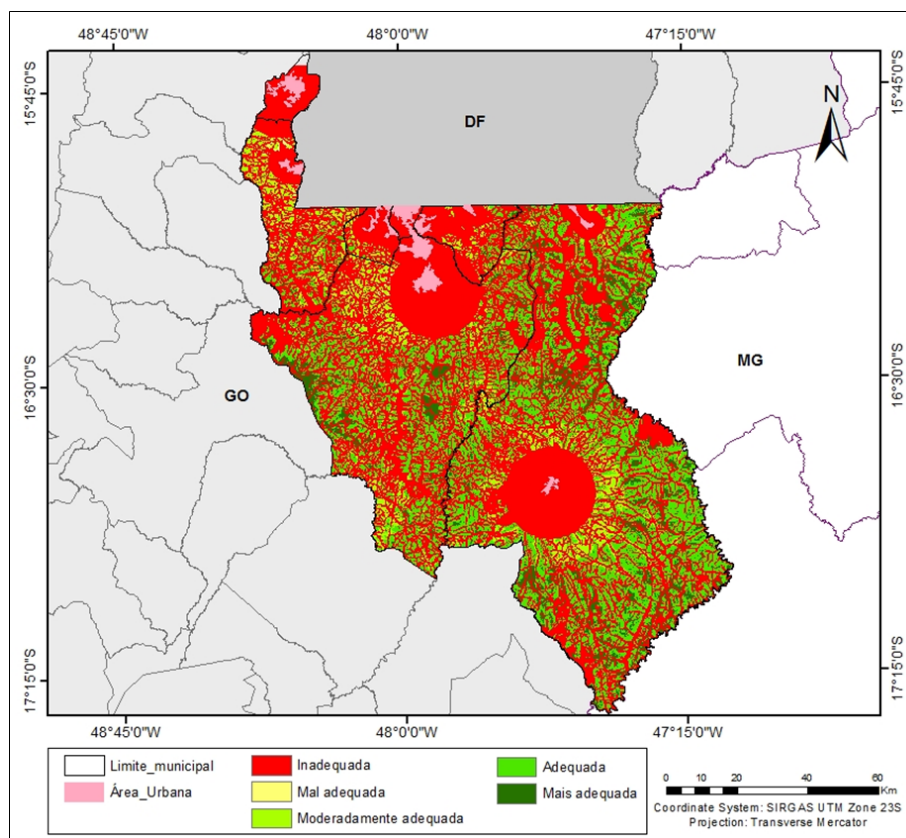 48°45'0"W 48°0'0"W 47°15'0"W
15°45'0"S 15°45'0"S
N
DF
MG
GO
16°30'0"S 16°30'0"S
17°15'0"S 17°15'0"S
48°45'0"W 48°0'0"W 47°15'0"W
Limite_municipal Inadequada Adequada
Área_Urbana Mal adequada Mais adequada
Moderadamente adequada
0 10 20 40 60
Km
Coordinate System: SIRGAS UTM Zone 23S
Projection: Transverse Mercator